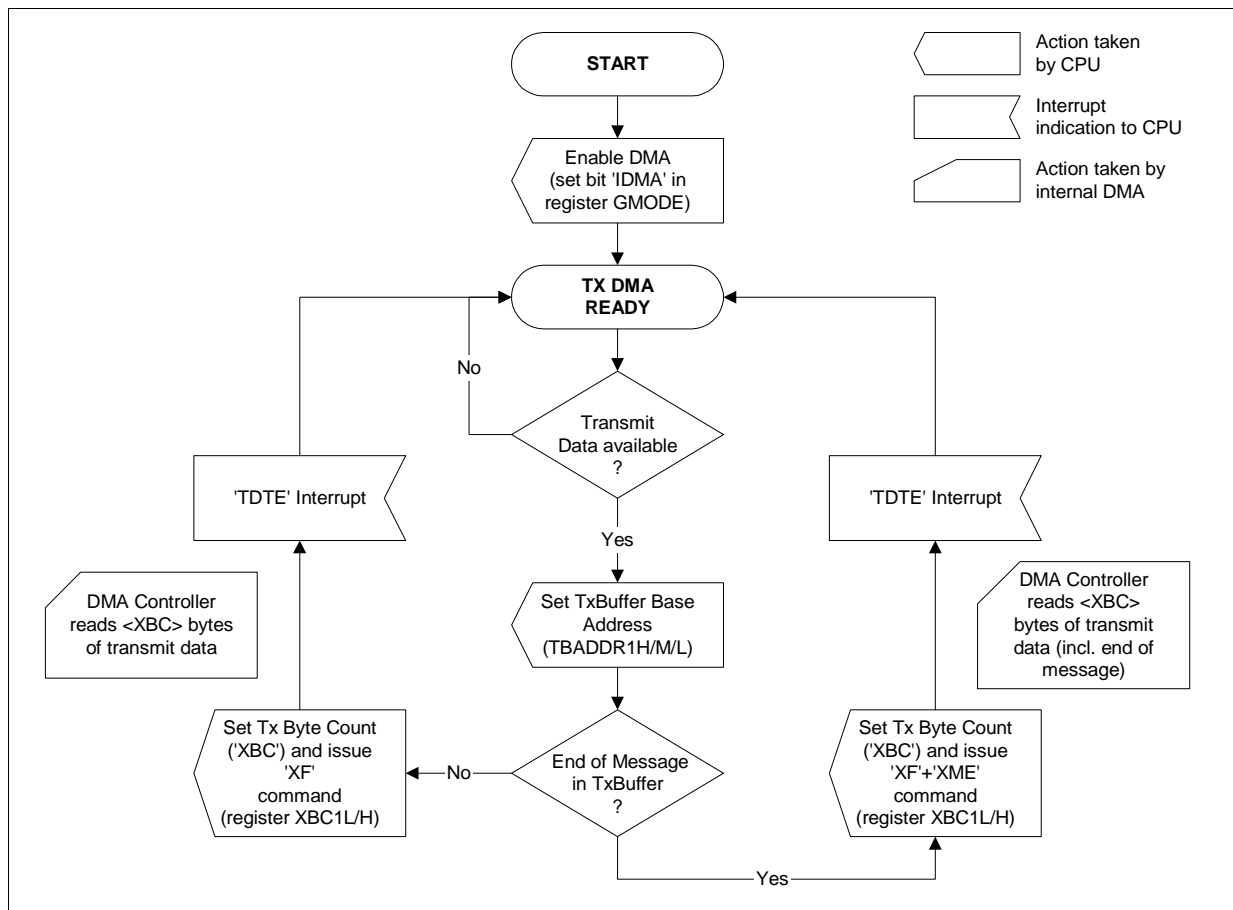 START
Action taken
by CPU
Interrupt
indication to CPU
Action taken by
internal DMA
Enable DMA
(set bit 'IDMA' in
register GMODE)
TX DMA
READY
No
Transmit
Data available
?
'TDTE' Interrupt
'TDTE' Interrupt
Yes
DMA Controller
reads <XBC> bytes
of transmit data
Set TxBuffer Base
Address
(TBADDR1H/M/L)
DMA Controller
reads <XBC>
bytes of transmit
data (incl. end of
message)
Set Tx Byte Count
('XBC') and issue
'XF'
command
(register XBC1L/H)
No
End of Message
in TxBuffer
?
Set Tx Byte Count
('XBC') and issue
'XF'+'XME'
command
(register XBC1L/H)
Yes